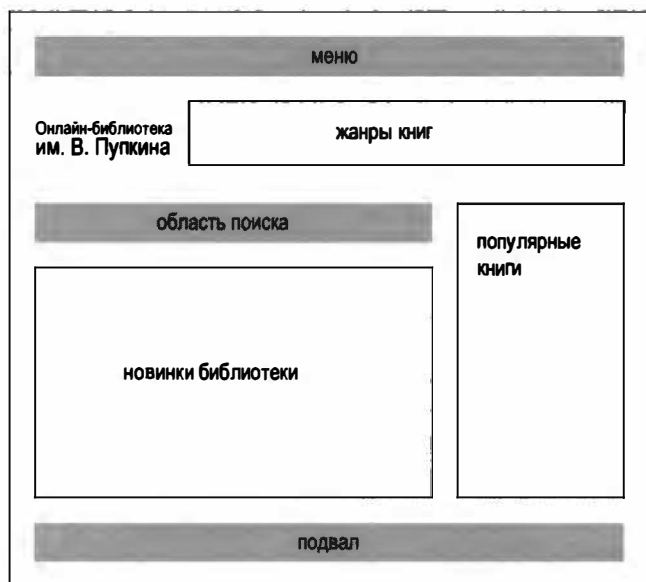 меню
Онлайн-библиотека
им. В. Пупкина
жанры книг
область поиска
популярные
книги
новинки библиотеки
подвал